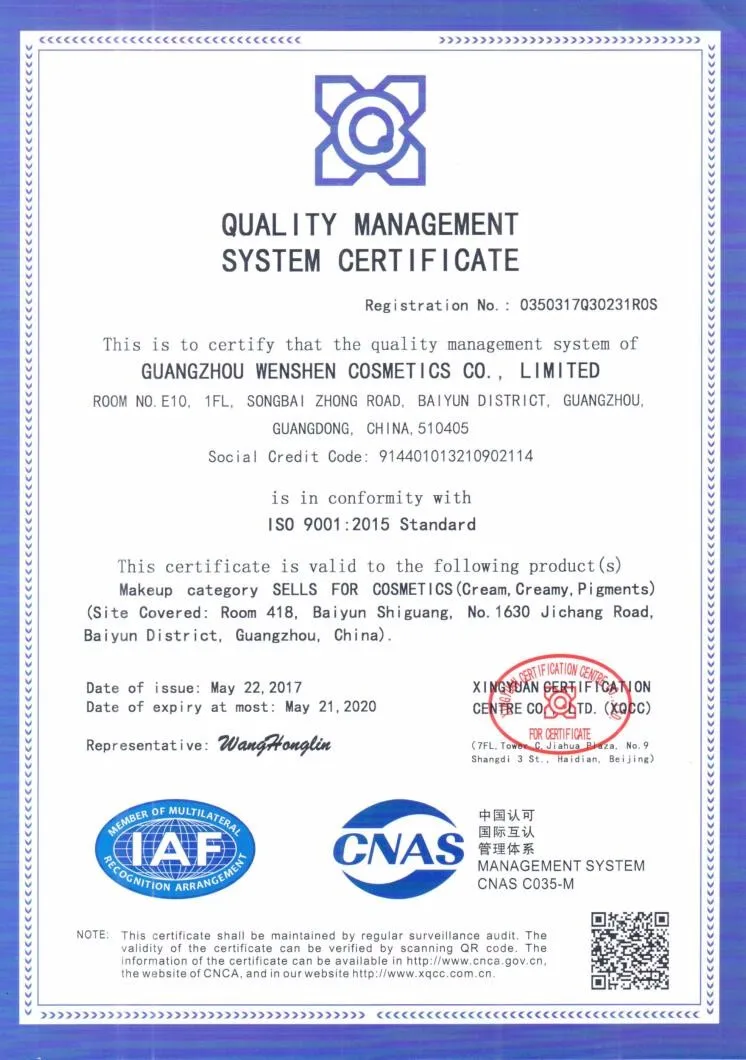 QUALITY MANAGEMENT
SYSTEM CERTIFICATE
Registration No.: 0350317Q30231R0S
This is to certify that the quality management system of
GUANGZHOU WENSHEN COSMETICS CO., LIMITED
ROOM NO.E10, 1FL, SONGBAI ZHONG ROAD, BAIYUN DISTRICT, GUANGZHOU,
GUANGDONG, CHINA,510405
Social Credit Code: 914401013210902114
is in conformity with
ISO 9001:2015 Standard
This certificate is valid to the following product(s)
Makeup category SELLS FOR COSMETICS(Cream,Creamy,Pigments)
(Site Covered: Room 418, Baiyun Shiguang, No.1630 Jichang Road,
Baiyun District, Guangzhou, China).
Date of issue: May 22,2017
Date of expiry at most: May 21,2020
Representative: WangHonglin
XINGYUAN CERTIFICATION
CENTRE CO., LTD. (XQCC)
(7FL,Tower C,Jiahua Plaza, No.9
Shangdi 3 St., Haidian, Beijing)
XINGYUAN CERTIFICATION CENTRE CO., LTD
FOR CERTIFICATE
MEMBER OF MULTILATERAL
IAF
RECOGNITION ARRANGEMENT
CNAS
中国认可
国际互认
管理体系
MANAGEMENT SYSTEM
CNAS C035-M
NOTE: This certificate shall be maintained by regular surveillance audit. The
validity of the certificate can be verified by scanning QR code. The
information of the certificate can be available in http://www.cnca.gov.cn,
the website of CNCA, and in our website http://www.xqcc.com.cn.